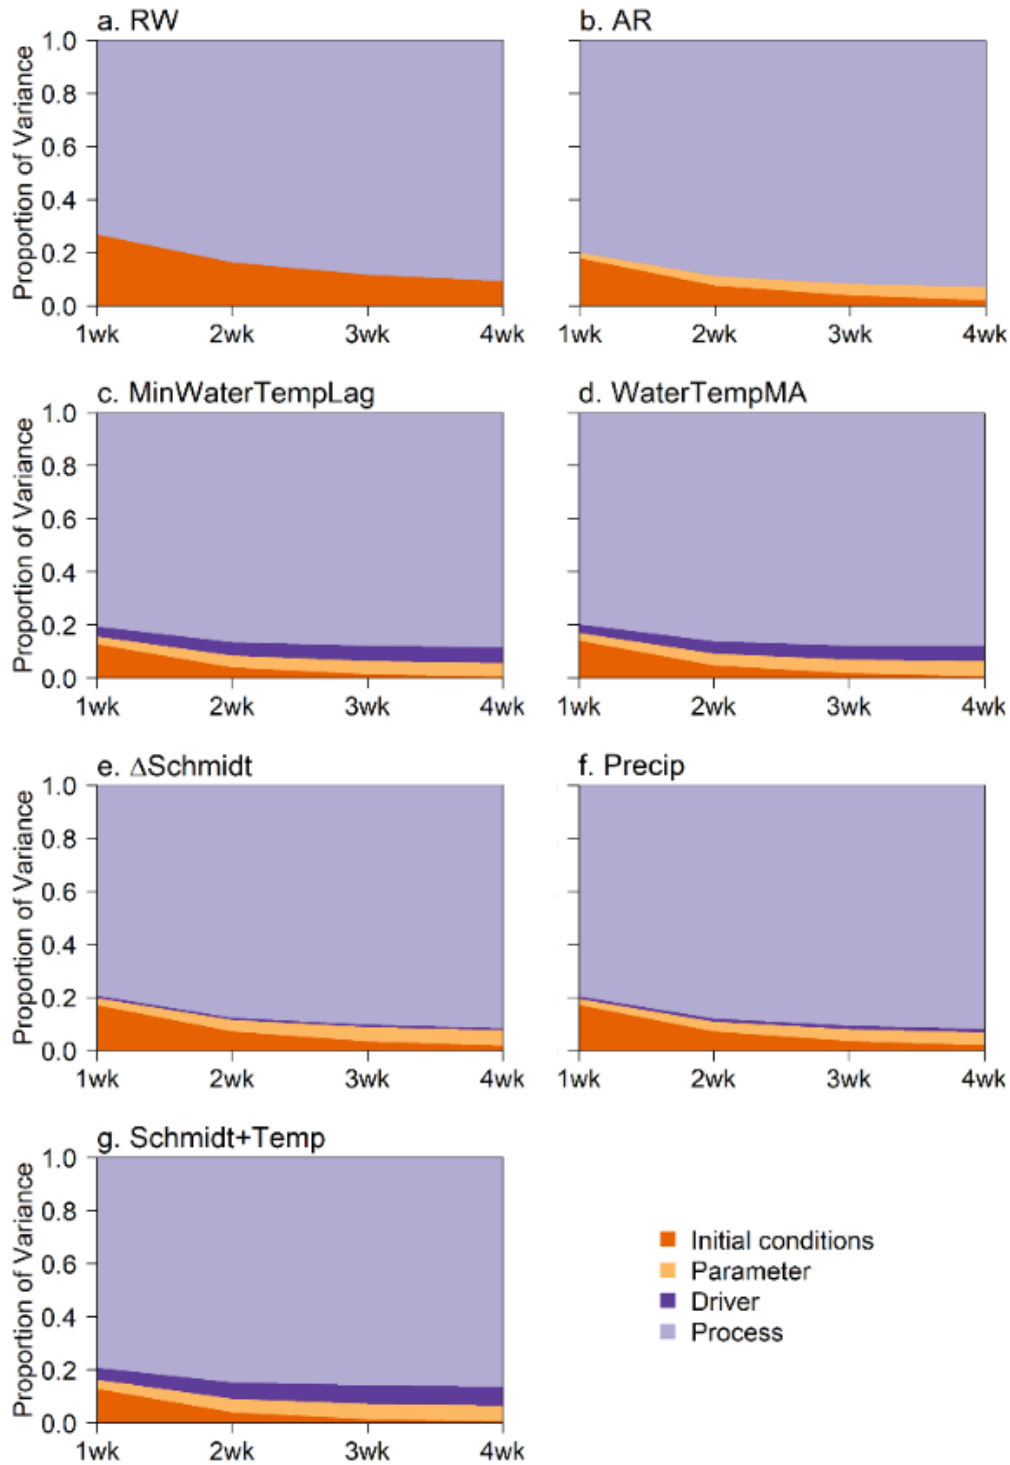 a. RW
b. AR
Proportion of Variance
1.0
0.8
0.6
0.4
0.2
0.0
1wk 2wk 3wk 4wk
1wk 2wk 3wk 4wk
c. MinWaterTempLag
d. WaterTempMA
Proportion of Variance
1.0
0.8
0.6
0.4
0.2
0.0
1wk 2wk 3wk 4wk
1wk 2wk 3wk 4wk
e. ΔSchmidt
f. Precip
Proportion of Variance
1.0
0.8
0.6
0.4
0.2
0.0
1wk 2wk 3wk 4wk
1wk 2wk 3wk 4wk
g. Schmidt+Temp
Proportion of Variance
1.0
0.8
0.6
0.4
0.2
0.0
1wk 2wk 3wk 4wk
Initial conditions
Parameter
Driver
Process